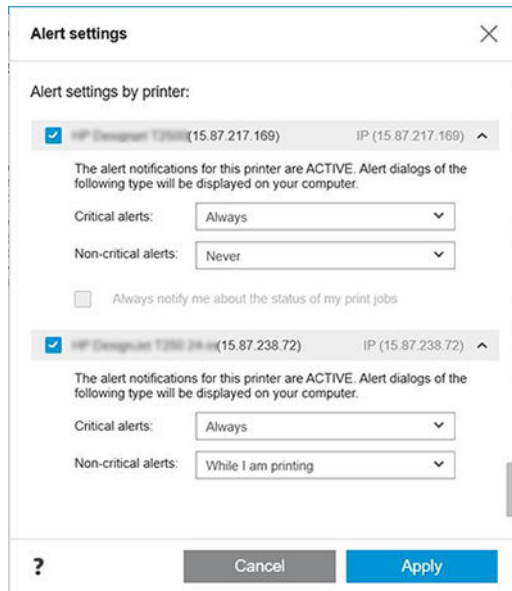 Alert settings
Alert settings by printer:
(15.87.217.169) IP (15.87.217.169)
The alert notifications for this printer are ACTIVE. Alert dialogs of the
following type will be displayed on your computer.
Critical alerts: Always
Non-critical alerts: Never
Always notify me about the status of my print jobs
(15.87.238.72) IP (15.87.238.72)
The alert notifications for this printer are ACTIVE. Alert dialogs of the
following type will be displayed on your computer.
Critical alerts: Always
Non-critical alerts: While I am printing
? Cancel Apply